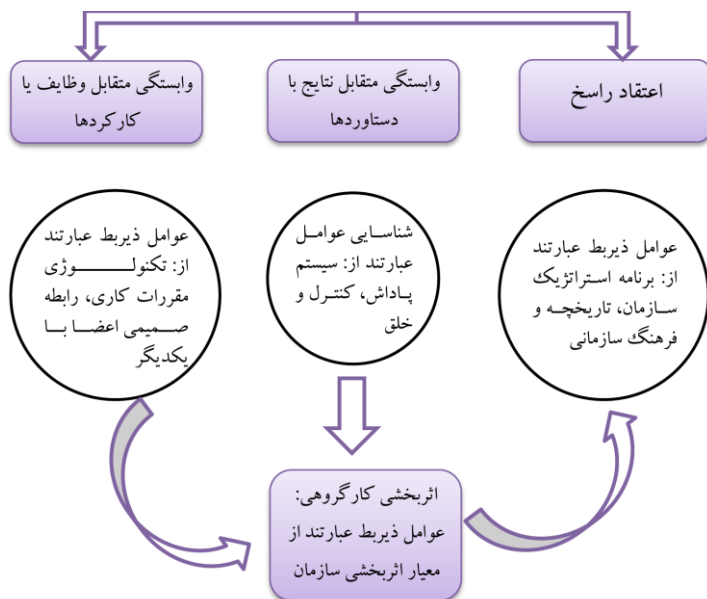 اعتقاد راسخ
وابستگی متقابل نتایج با
دستاوردها
وابستگی متقابل وظایف یا
کارکردها
عوامل ذیربط عبارتند
از: برنامه استراتژیک
سازمان، تاریخچه و
فرهنگ سازمانی
شناسایی عوامل
عبارتند از: سیستم
پاداش، کنترل و
خلق
عوامل ذیربط عبارتند
از: تکنولوژی
مقررات کاری، رابطه
صمیمی اعضا با
یکدیگر
اثربخشی کارگروهی:
عوامل ذیربط عبارتند از
معیار اثربخشی سازمان